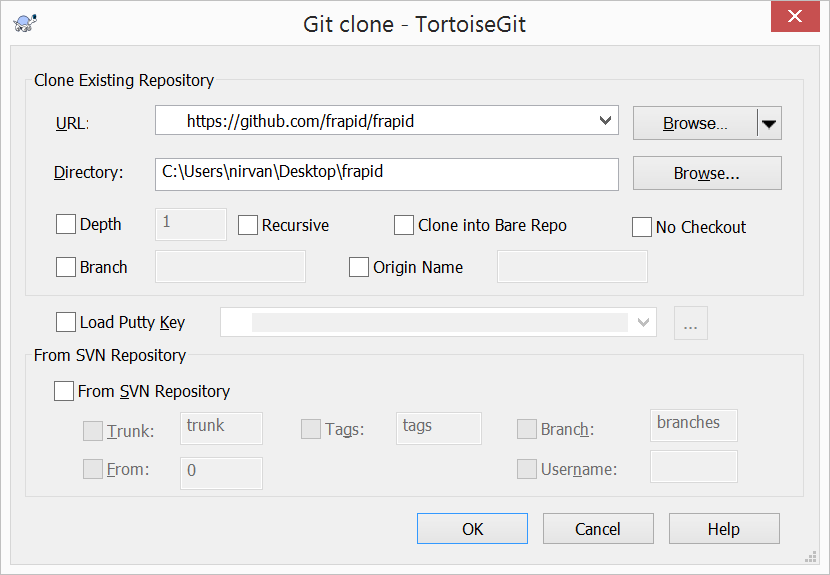 Git clone - TortoiseGit
Clone Existing Repository
URL: https://github.com/frapid/frapid Browse...
Directory: C:\Users\nirvan\Desktop\frapid Browse...
Depth 1 Recursive Clone into Bare Repo No Checkout
Branch Origin Name
Load Putty Key ...
From SVN Repository
From SVN Repository
Trunk: trunk Tags: tags Branch: branches
From: 0 Username:
OK Cancel Help